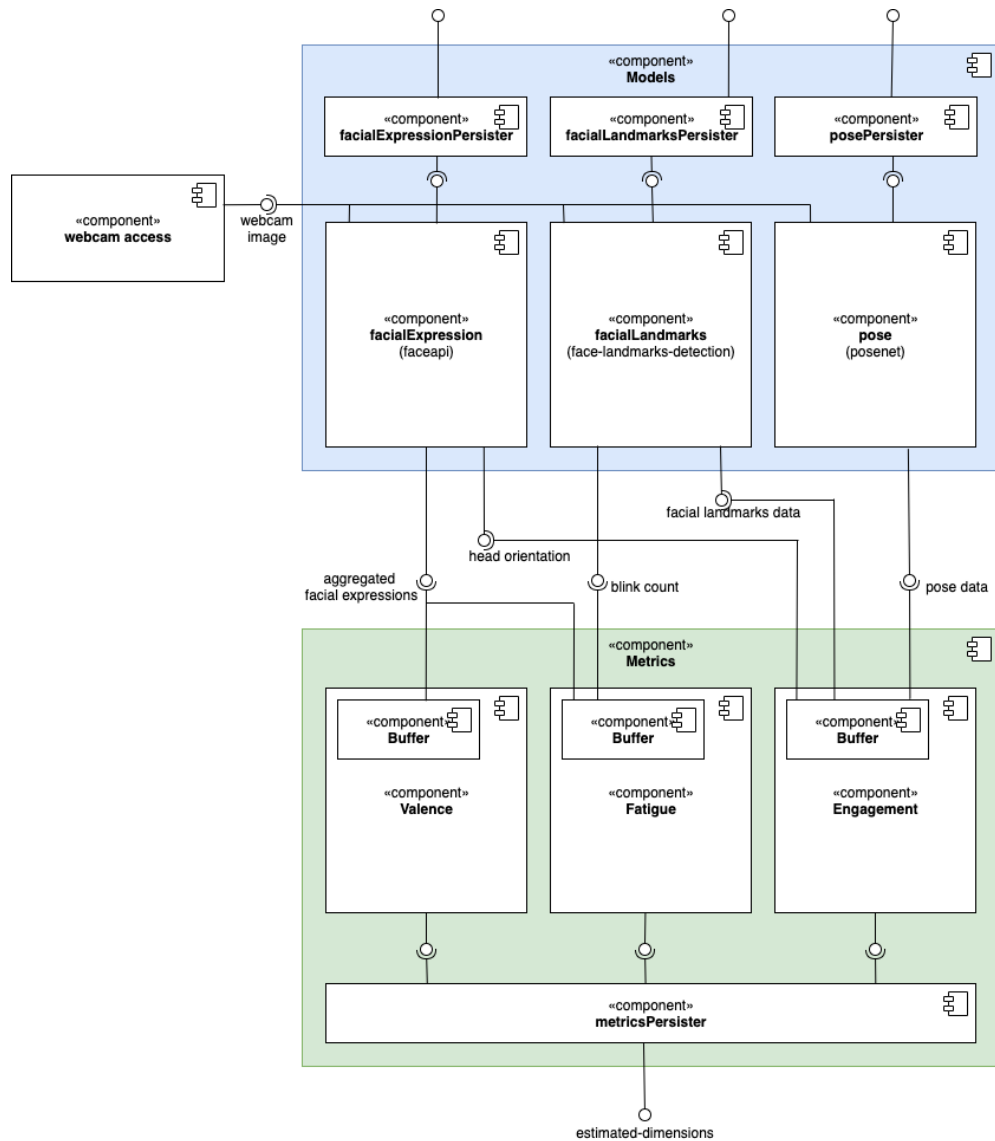 «component»
Models
«component»
facialExpressionPersister
«component»
facialLandmarksPersister
«component»
posePersister
«component»
webcam access
webcam
image
«component»
facialExpression
(faceapi)
«component»
facialLandmarks
(face-landmarks-detection)
«component»
pose
(posenet)
facial landmarks data
head orientation
aggregated
facial expressions
blink count
pose data
«component»
Metrics
«component»
Buffer
«component»
Valence
«component»
Buffer
«component»
Fatigue
«component»
Buffer
«component»
Engagement
«component»
metricsPersister
estimated-dimensions